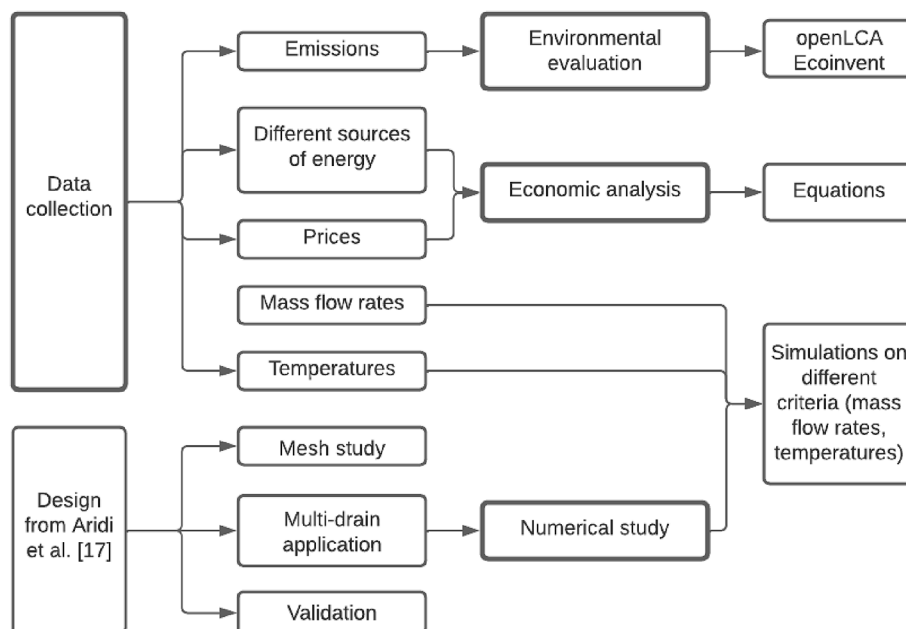 Data
collection
Emissions
Environmental
evaluation
openLCA
Ecoinvent
Different sources
of energy
Prices
Economic analysis
Equations
Mass flow rates
Temperatures
Simulations on
different
criteria (mass
flow rates,
temperatures)
Design
from Aridi
et al. [17]
Mesh study
Multi-drain
application
Numerical study
Validation